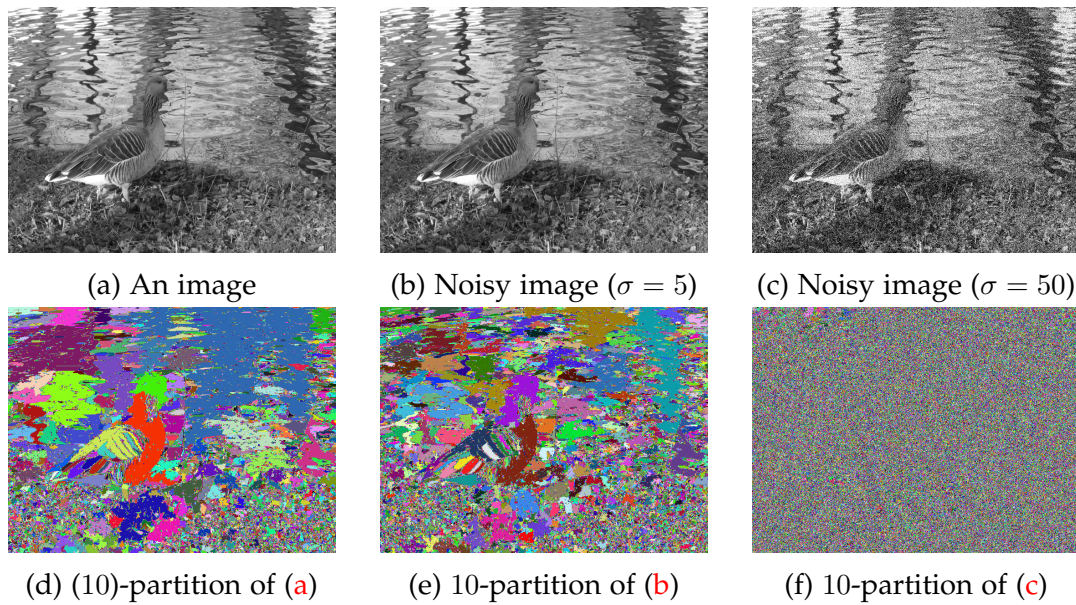 (a) An image
(b) Noisy image (σ = 5)
(c) Noisy image (σ = 50)
(d) (10)-partition of (a)
(e) 10-partition of (b)
(f) 10-partition of (c)